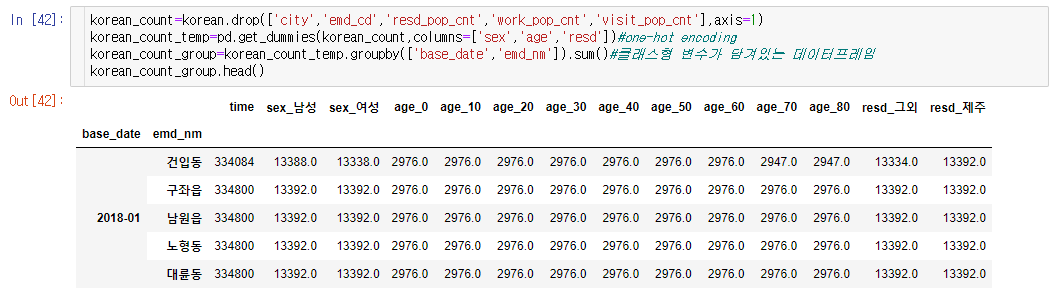 In [42]: korean_count=korean.drop(['city','emd_cd','resd_pop_cnt','work_pop_cnt','visit_pop_cnt'],axis=1)
korean_count_temp=pd.get_dummies(korean_count,columns=['sex','age','resd'])#one-hot encoding
korean_count_group=korean_count_temp.groupby(['base_date','emd_nm']).sum()#클래스형 변수가 담겨있는 데이터프레임
korean_count_group.head()
Out[42]:
time sex_남성 sex_여성 age_0 age_10 age_20 age_30 age_40 age_50 age_60 age_70 age_80 resd_그외 resd_제주
base_date emd_nm
건입동 334084 13388.0 13338.0 2976.0 2976.0 2976.0 2976.0 2976.0 2976.0 2976.0 2947.0 2947.0 13334.0 13392.0
구좌읍 334800 13392.0 13392.0 2976.0 2976.0 2976.0 2976.0 2976.0 2976.0 2976.0 2976.0 2976.0 13392.0 13392.0
2018-01 남원읍 334800 13392.0 13392.0 2976.0 2976.0 2976.0 2976.0 2976.0 2976.0 2976.0 2976.0 2976.0 13392.0 13392.0
노형동 334800 13392.0 13392.0 2976.0 2976.0 2976.0 2976.0 2976.0 2976.0 2976.0 2976.0 2976.0 13392.0 13392.0
대륜동 334800 13392.0 13392.0 2976.0 2976.0 2976.0 2976.0 2976.0 2976.0 2976.0 2976.0 2976.0 13392.0 13392.0